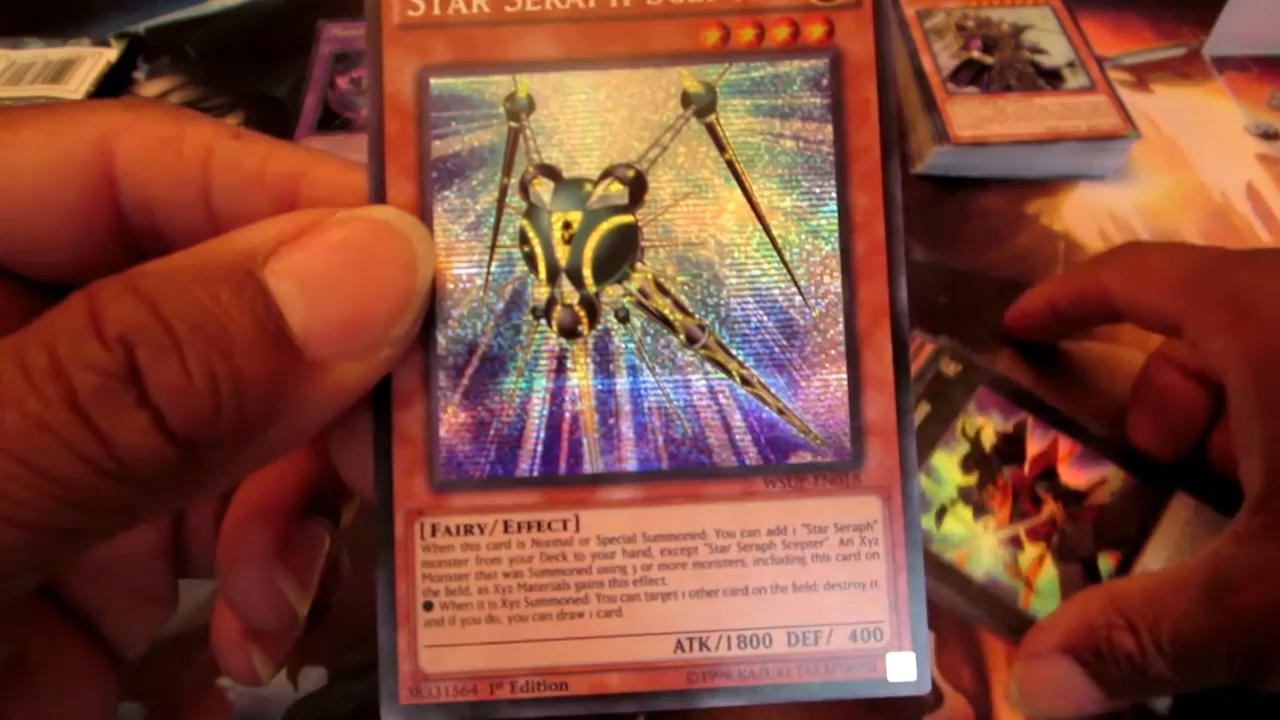 STAR SERAPH
WSUP-EN018
[FAIRY/EFFECT]
When this card is Normal or Special Summoned: You can add 1 "Star Seraph"
monster from your Deck to your hand, except "Star Seraph Scepter". An Xyz
Monster that was Summoned using 3 or more monsters, including this card on
the field, as Xyz Materials gains this effect.
● When it is Xyz Summoned: You can target 1 other card on the field; destroy it,
and if you do, you can draw 1 card.
ATK/1800 DEF/ 400
1st Edition
©1996 KAZUKI TAKAHASHI